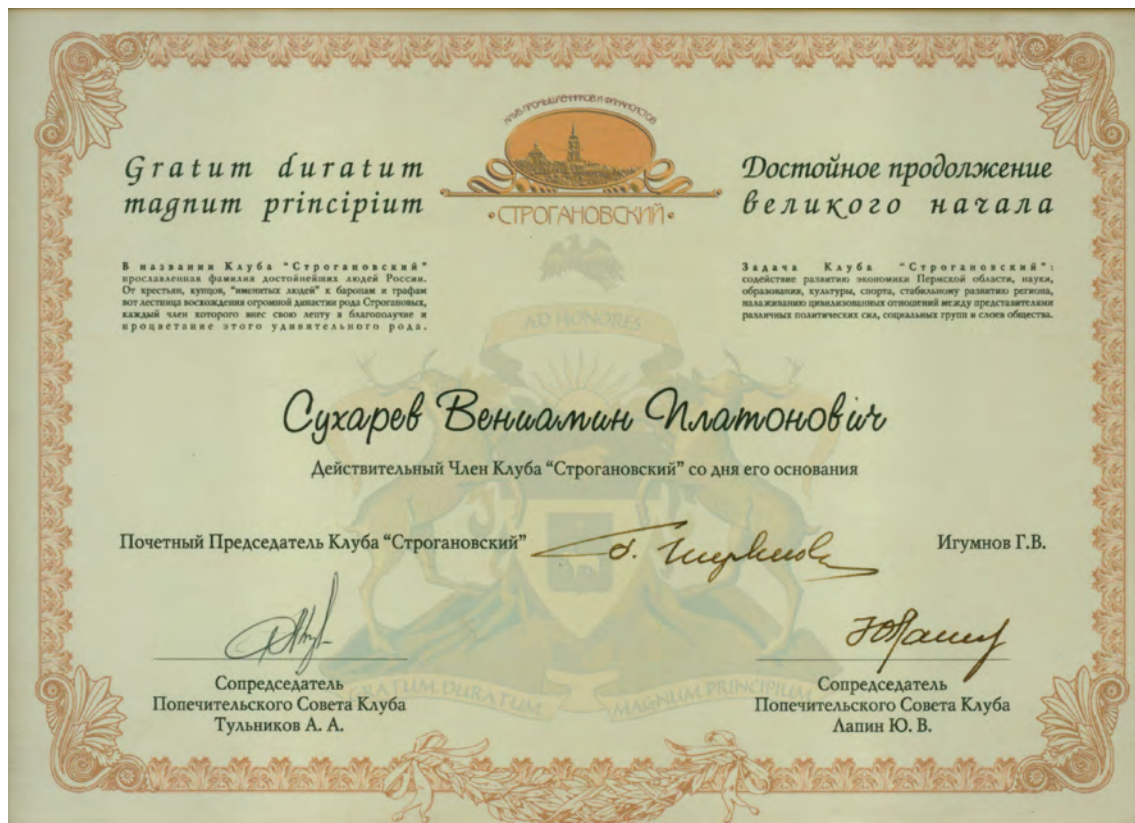 КЛУБ ПРОМЫШЛЕННИКОВ И ФИНАНСИСТОВ
•СТРОГАНОВСКИЙ•
Gratum duratum
magnum principium
Достойное продолжение
великого начала
В названии Клуба "Строгановский"
прославленная фамилия достойнейших людей России.
От крестьян, купцов, "именитых людей" к баронам и графам
вот лестница восхождения огромной династии рода Строгановых,
каждый член которого внес свою лепту в благополучие и
процветание этого удивительного рода.
Задача Клуба "Строгановский":
содействие развитию экономики Пермской области, науки,
образования, культуры, спорта, стабильному развитию региона,
налаживанию цивилизованных отношений между представителями
различных политических сил, социальных групп и слоев общества.
AD HONORES
Сухарев Вениамин Платонович
Действительный Член Клуба "Строгановский" со дня его основания
Почетный Председатель Клуба "Строгановский"
Игумнов Г.В.
Сопредседатель
Попечительского Совета Клуба
Тульников А. А.
Сопредседатель
Попечительского Совета Клуба
Лапин Ю. В.
GRATUM DURATUM
MAGNUM PRINCIPIUM